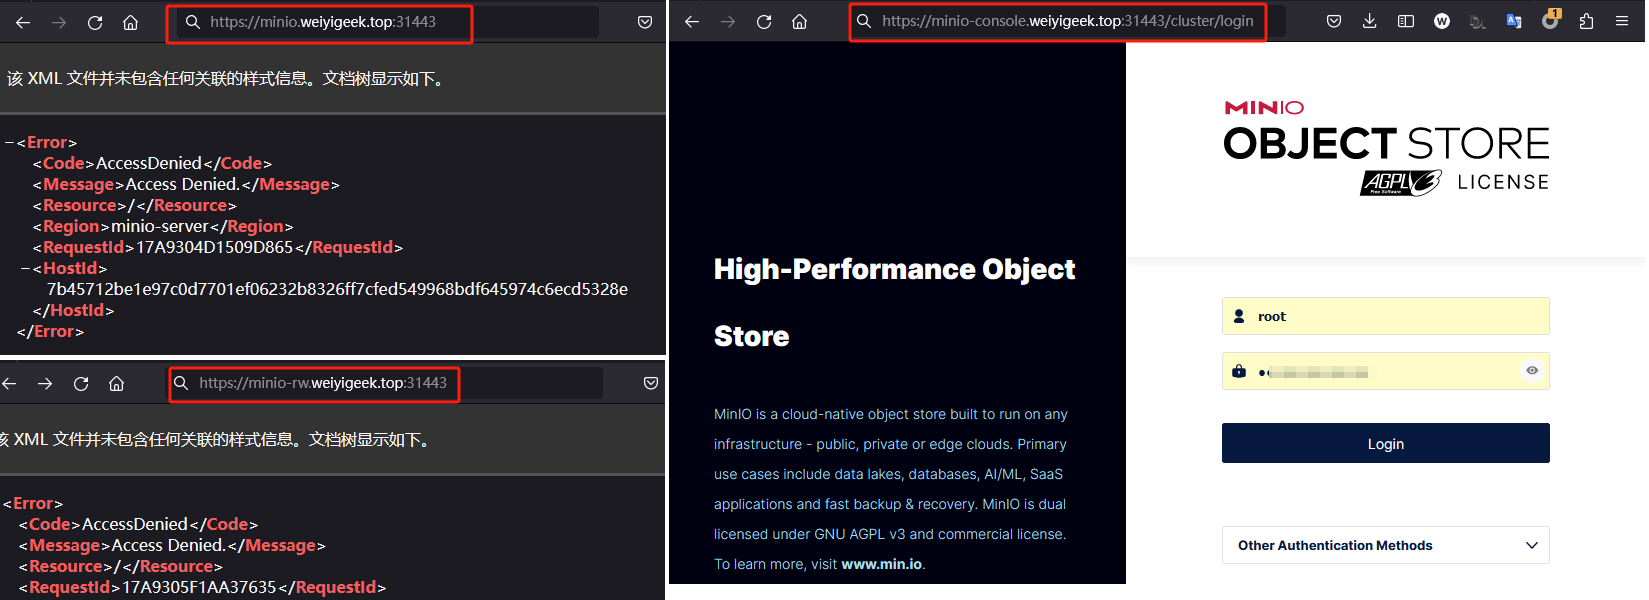 https://minio.weiyigeek.top:31443
该 XML 文件并未包含任何关联的样式信息。文档树显示如下。
−<Error>
<Code>AccessDenied</Code>
<Message>Access Denied.</Message>
<Resource>/</Resource>
<Region>minio-server</Region>
<RequestId>17A9304D1509D865</RequestId>
−<HostId>
7b45712be1e97c0d7701ef06232b8326ff7cfed549968bdf645974c6ecd5328e
</HostId>
</Error>
https://minio-rw.weiyigeek.top:31443
该 XML 文件并未包含任何关联的样式信息。文档树显示如下。
<Error>
<Code>AccessDenied</Code>
<Message>Access Denied.</Message>
<Resource>/</Resource>
<RequestId>17A9305F1AA37635</RequestId>
https://minio-console.weiyigeek.top:31443/cluster/login
W
1
High-Performance Object
Store
MinIO is a cloud-native object store built to run on any
infrastructure - public, private or edge clouds. Primary
use cases include data lakes, databases, AI/ML, SaaS
applications and fast backup & recovery. MinIO is dual
licensed under GNU AGPL v3 and commercial license.
To learn more, visit www.min.io.
MINIO
OBJECT STORE
AGPL v3 LICENSE
Free Software
root
Login
Other Authentication Methods